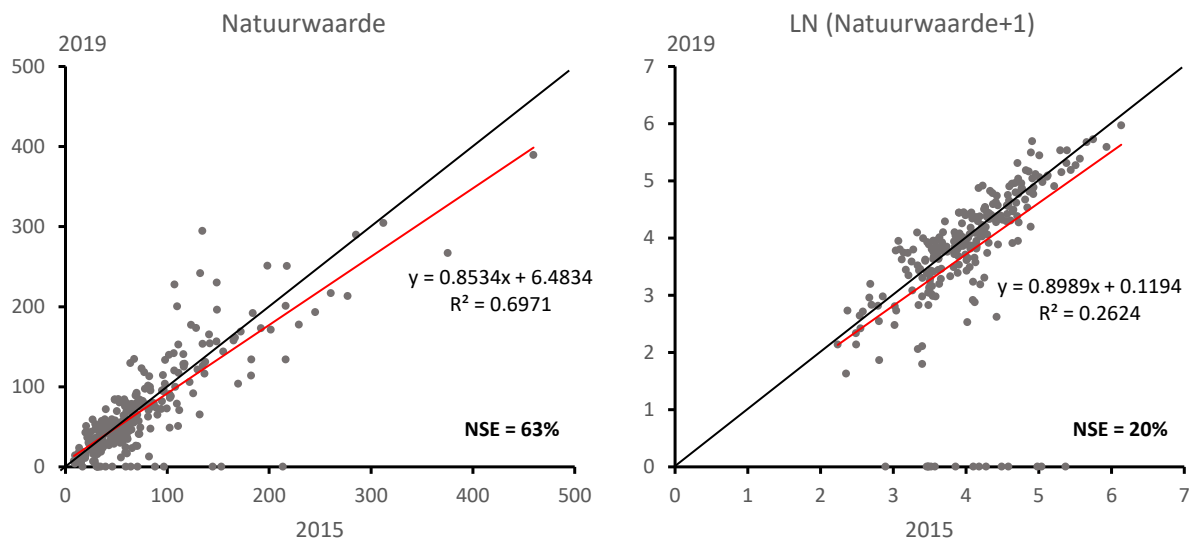 Natuurwaarde
2019
500
400
300
200
100
0
y = 0.8534x + 6.4834
R² = 0.6971
NSE = 63%
0 100 200 300 400 500
2015
LN (Natuurwaarde+1)
2019
7
6
5
4
3
2
1
0
y = 0.8989x + 0.1194
R² = 0.2624
NSE = 20%
0 1 2 3 4 5 6 7
2015